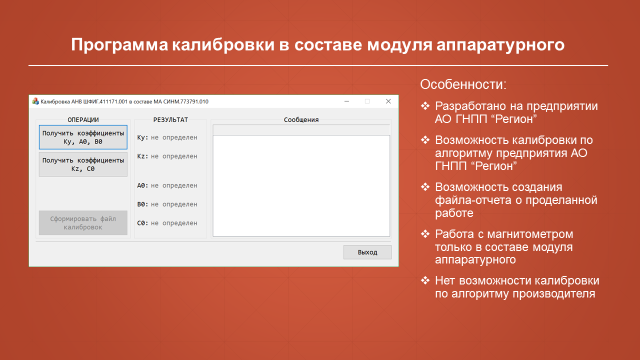 Программа калибровки в составе модуля аппаратурного
Калибровка АНВ ШФИГ.411171.001 в составе МА СИНМ.773791.010
ОПЕРАЦИИ
Получить коэффициенты
Ky, A0, B0
Получить коэффициенты
Kz, C0
Сформировать файл
калибровок
РЕЗУЛЬТАТ
Ky: не определен
Kz: не определен
A0: не определен
B0: не определен
C0: не определен
Сообщения
Выход
Особенности:
❖ Разработано на предприятии
АО ГНПП “Регион”
❖ Возможность калибровки по
алгоритму предприятия АО
ГНПП “Регион”
❖ Возможность создания
файла-отчета о проделанной
работе
❖ Работа с магнитометром
только в составе модуля
аппаратурного
❖ Нет возможности калибровки
по алгоритму производителя